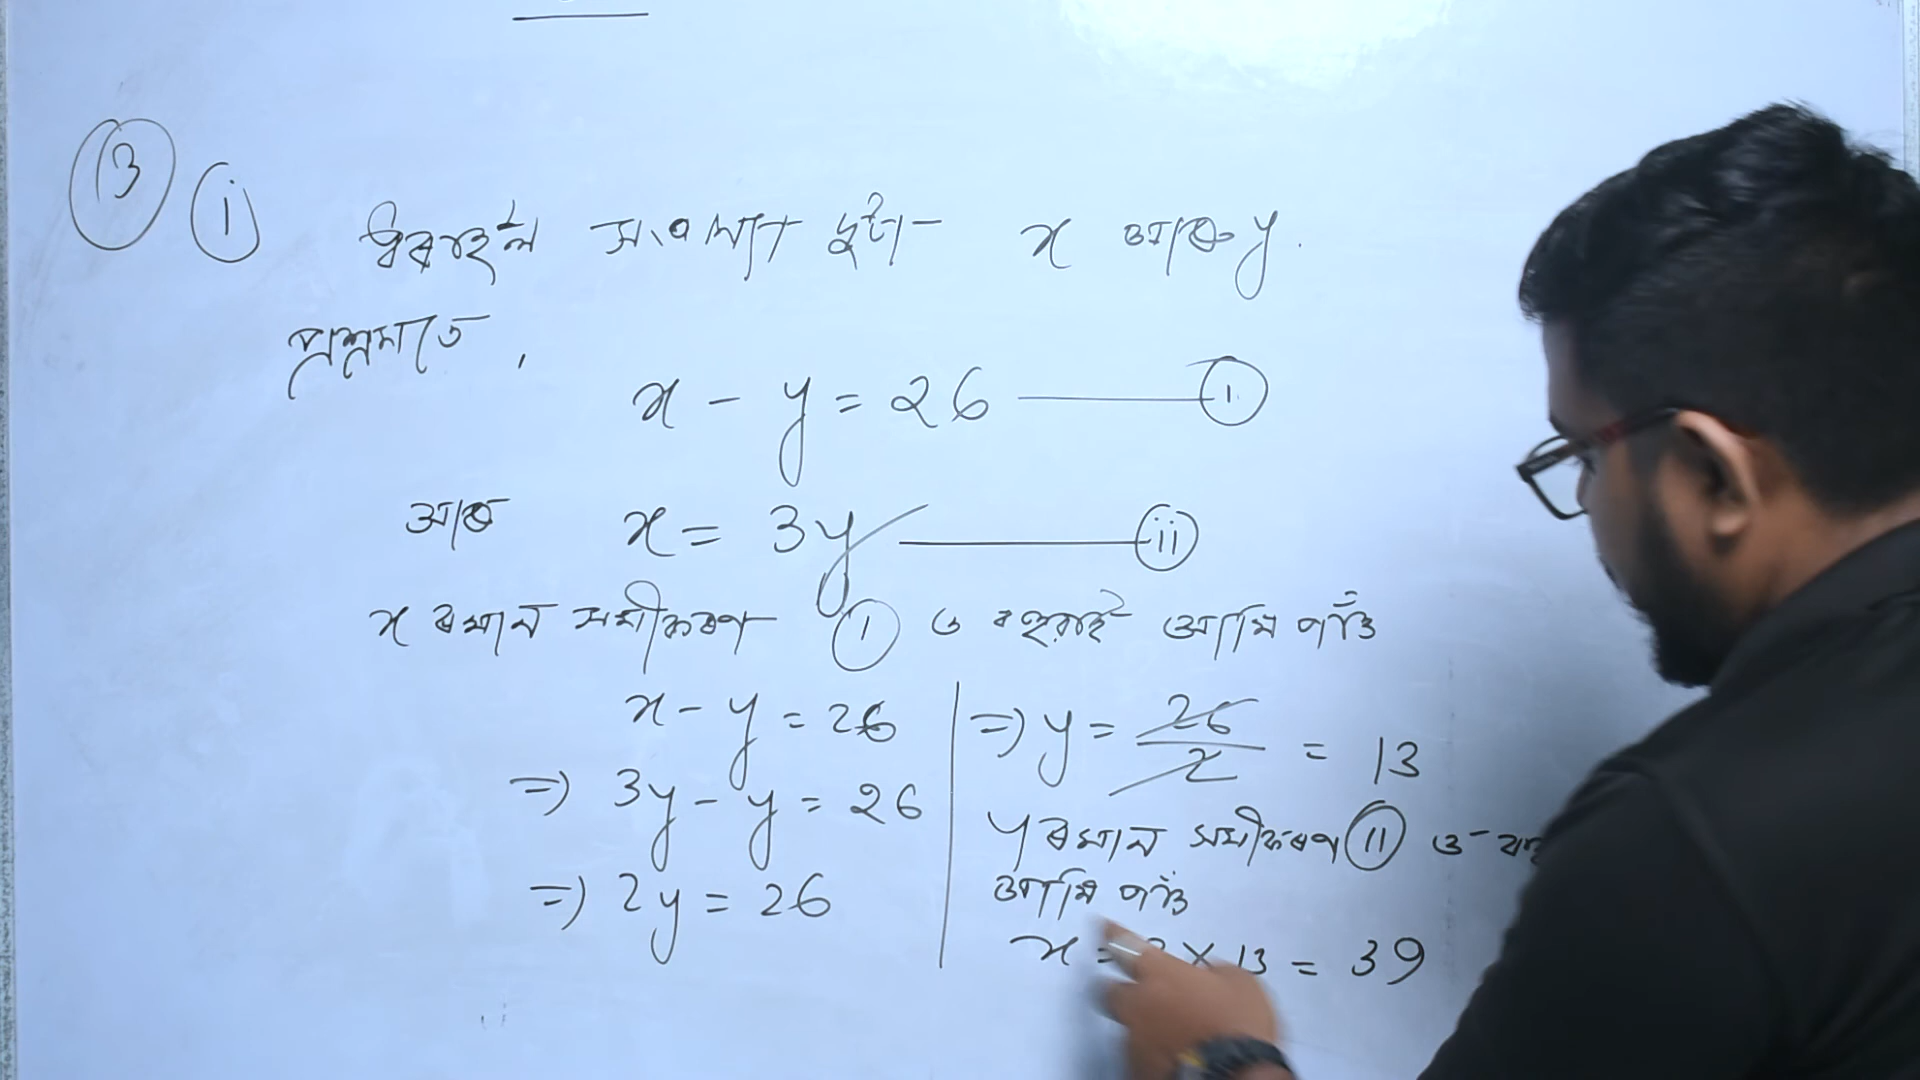 ③ (i) ধৰাহ'ল সংখ্যা দুটা x আৰু y.
প্ৰশ্নমতে,
x - y = 26 ——— (i)
আৰু x = 3y ——— (ii)
x ৰ মান সমীকৰণ (i) ত বহুৱাই আমি পাওঁ
x - y = 26
=) 3y - y = 26
=) 2y = 26
=) y = 26/2 = 13
y ৰ মান সমীকৰণ (ii) ত
আমি পাওঁ
x = 3 × 13 = 39